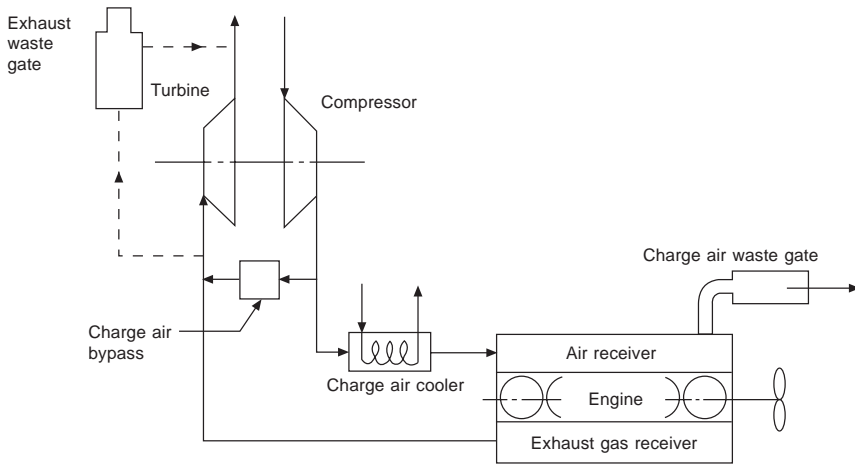 Exhaust
waste
gate
Turbine
Compressor
Charge air waste gate
Charge air
bypass
Charge air cooler
Air receiver
Engine
Exhaust gas receiver